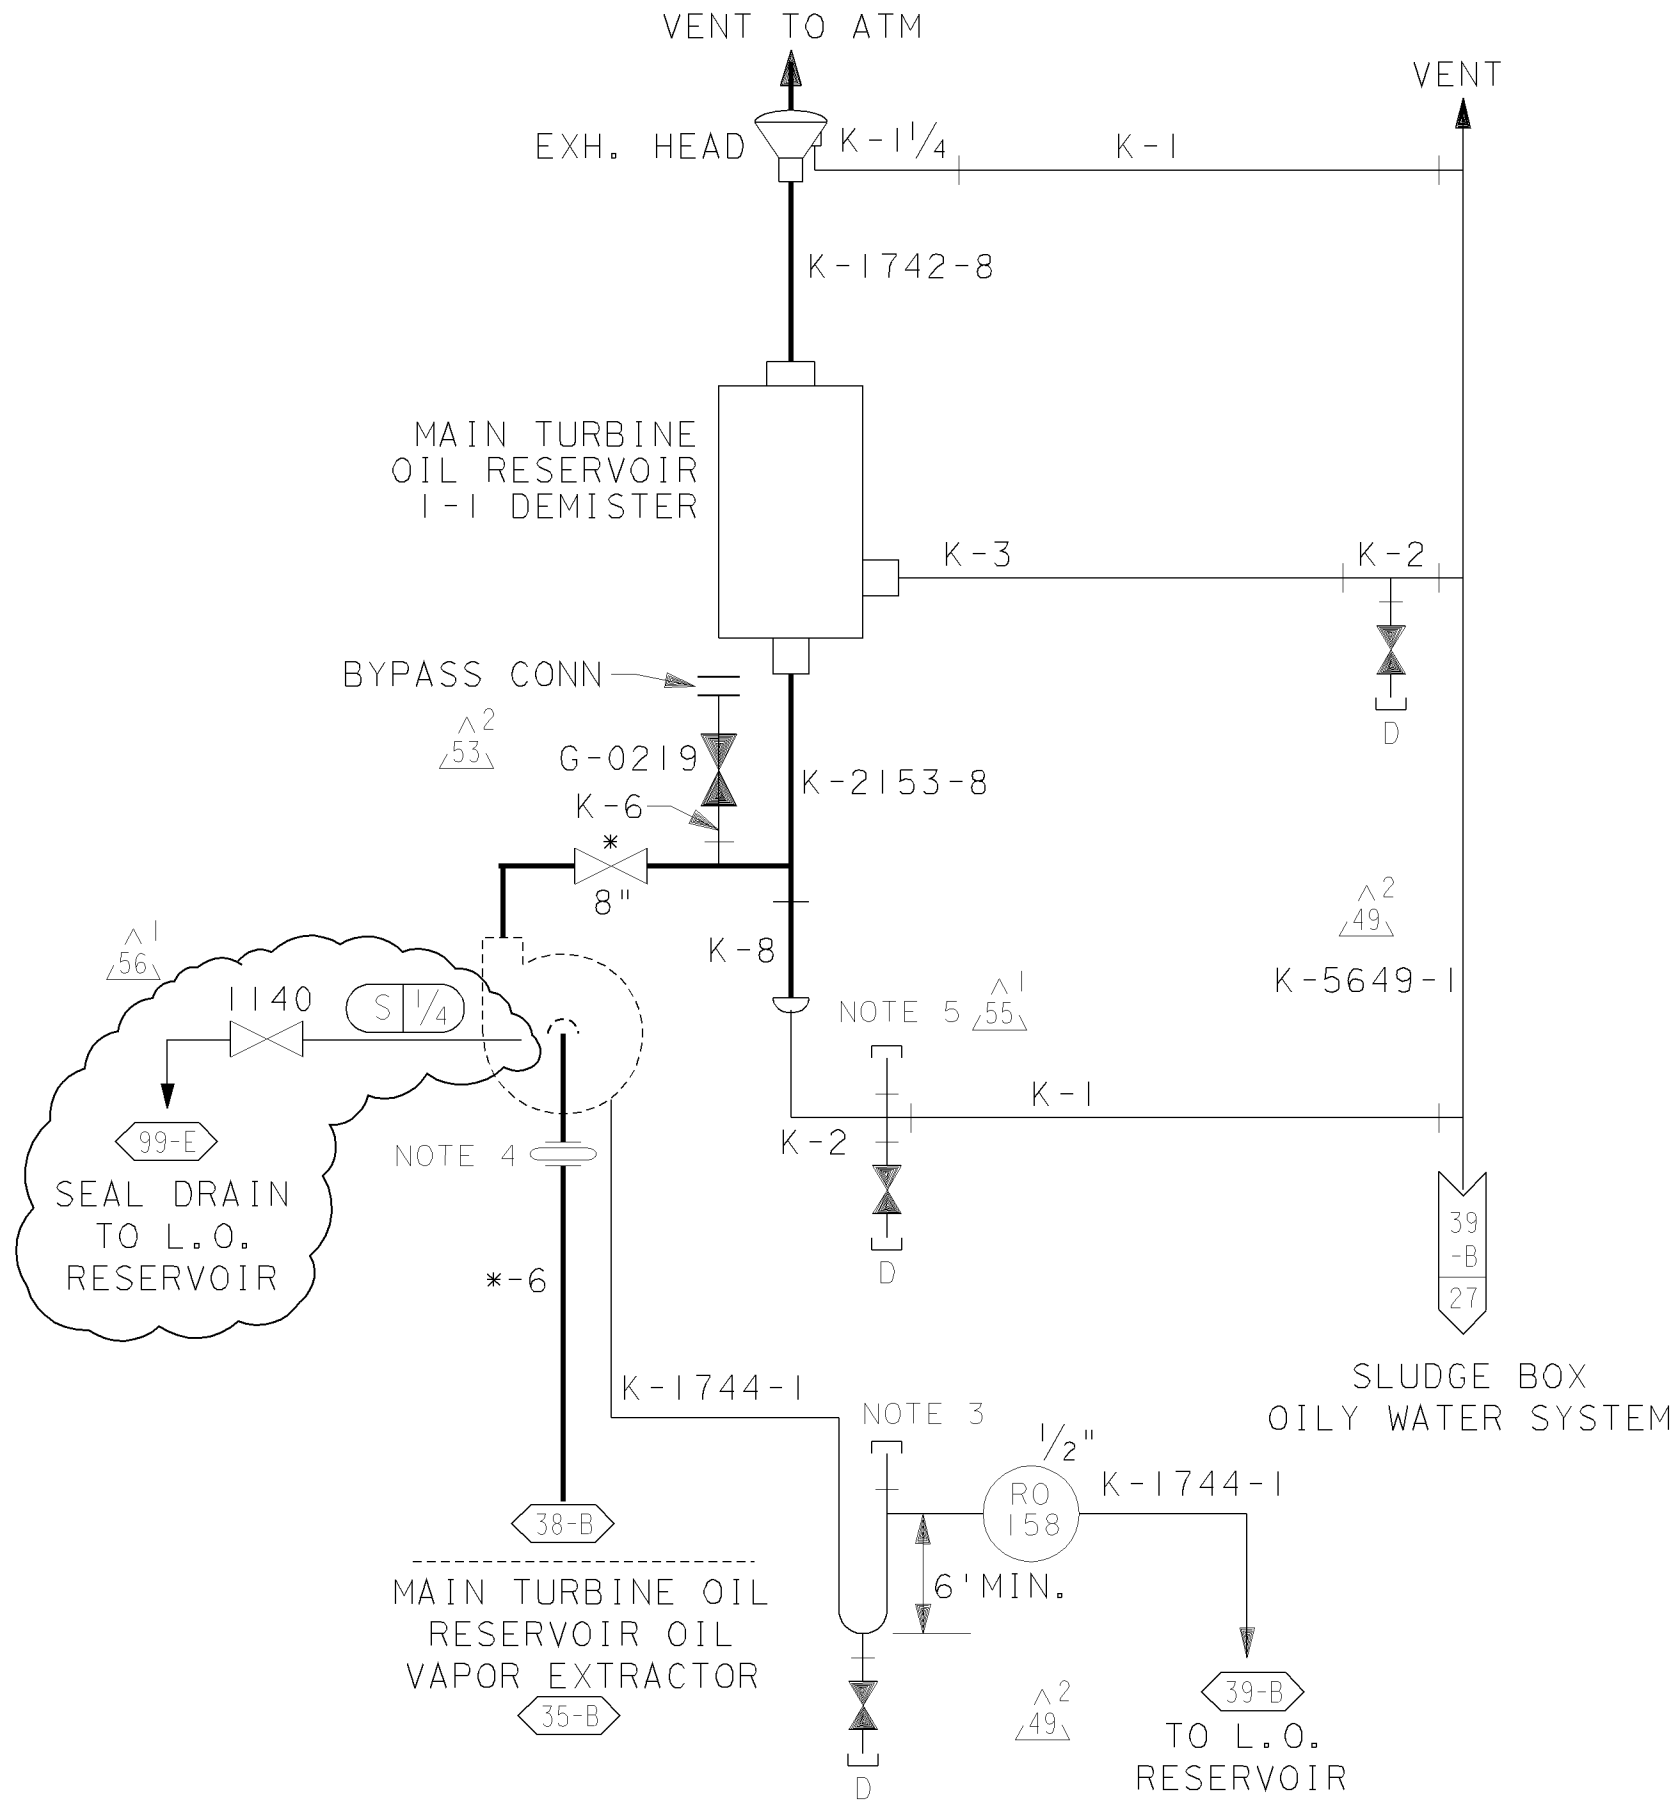 VENT TO ATM
VENT
EXH. HEAD
K-1 1/4
K-1
K-1742-8
MAIN TURBINE
OIL RESERVOIR
1-1 DEMISTER
K-3
K-2
D
BYPASS CONN
^2
53
G-0219
K-2153-8
K-6
*
8"
^2
49
^1
56
K-8
K-5649-1
1140
S 1/4
NOTE 5
^1
55
K-1
99-E
NOTE 4
K-2
SEAL DRAIN
TO L.O.
RESERVOIR
39
-B
27
D
*-6
SLUDGE BOX
OILY WATER SYSTEM
K-1744-1
NOTE 3
1/2"
RO
158
K-1744-1
38-B
6'MIN.
MAIN TURBINE OIL
RESERVOIR OIL
VAPOR EXTRACTOR
35-B
^2
49
39-B
TO L.O.
RESERVOIR
D